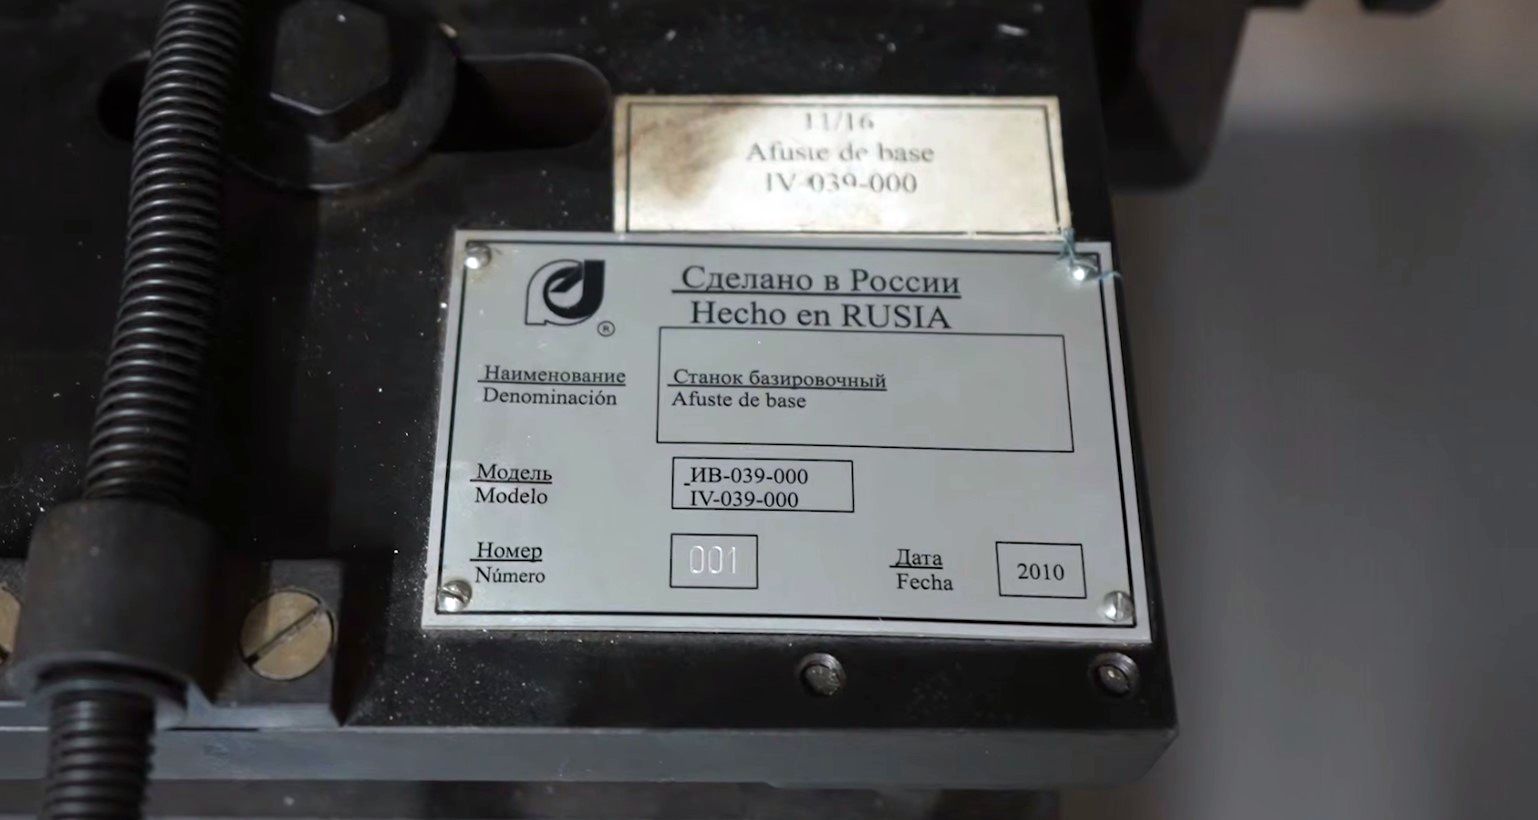 11/16
Afuste de base
IV-039-000
Сделано в России
Hecho en RUSIA
®
Наименование
Denominación
Станок базировочный
Afuste de base
Модель
Modelo
ИВ-039-000
IV-039-000
Номер
Número
001
Дата
Fecha
2010